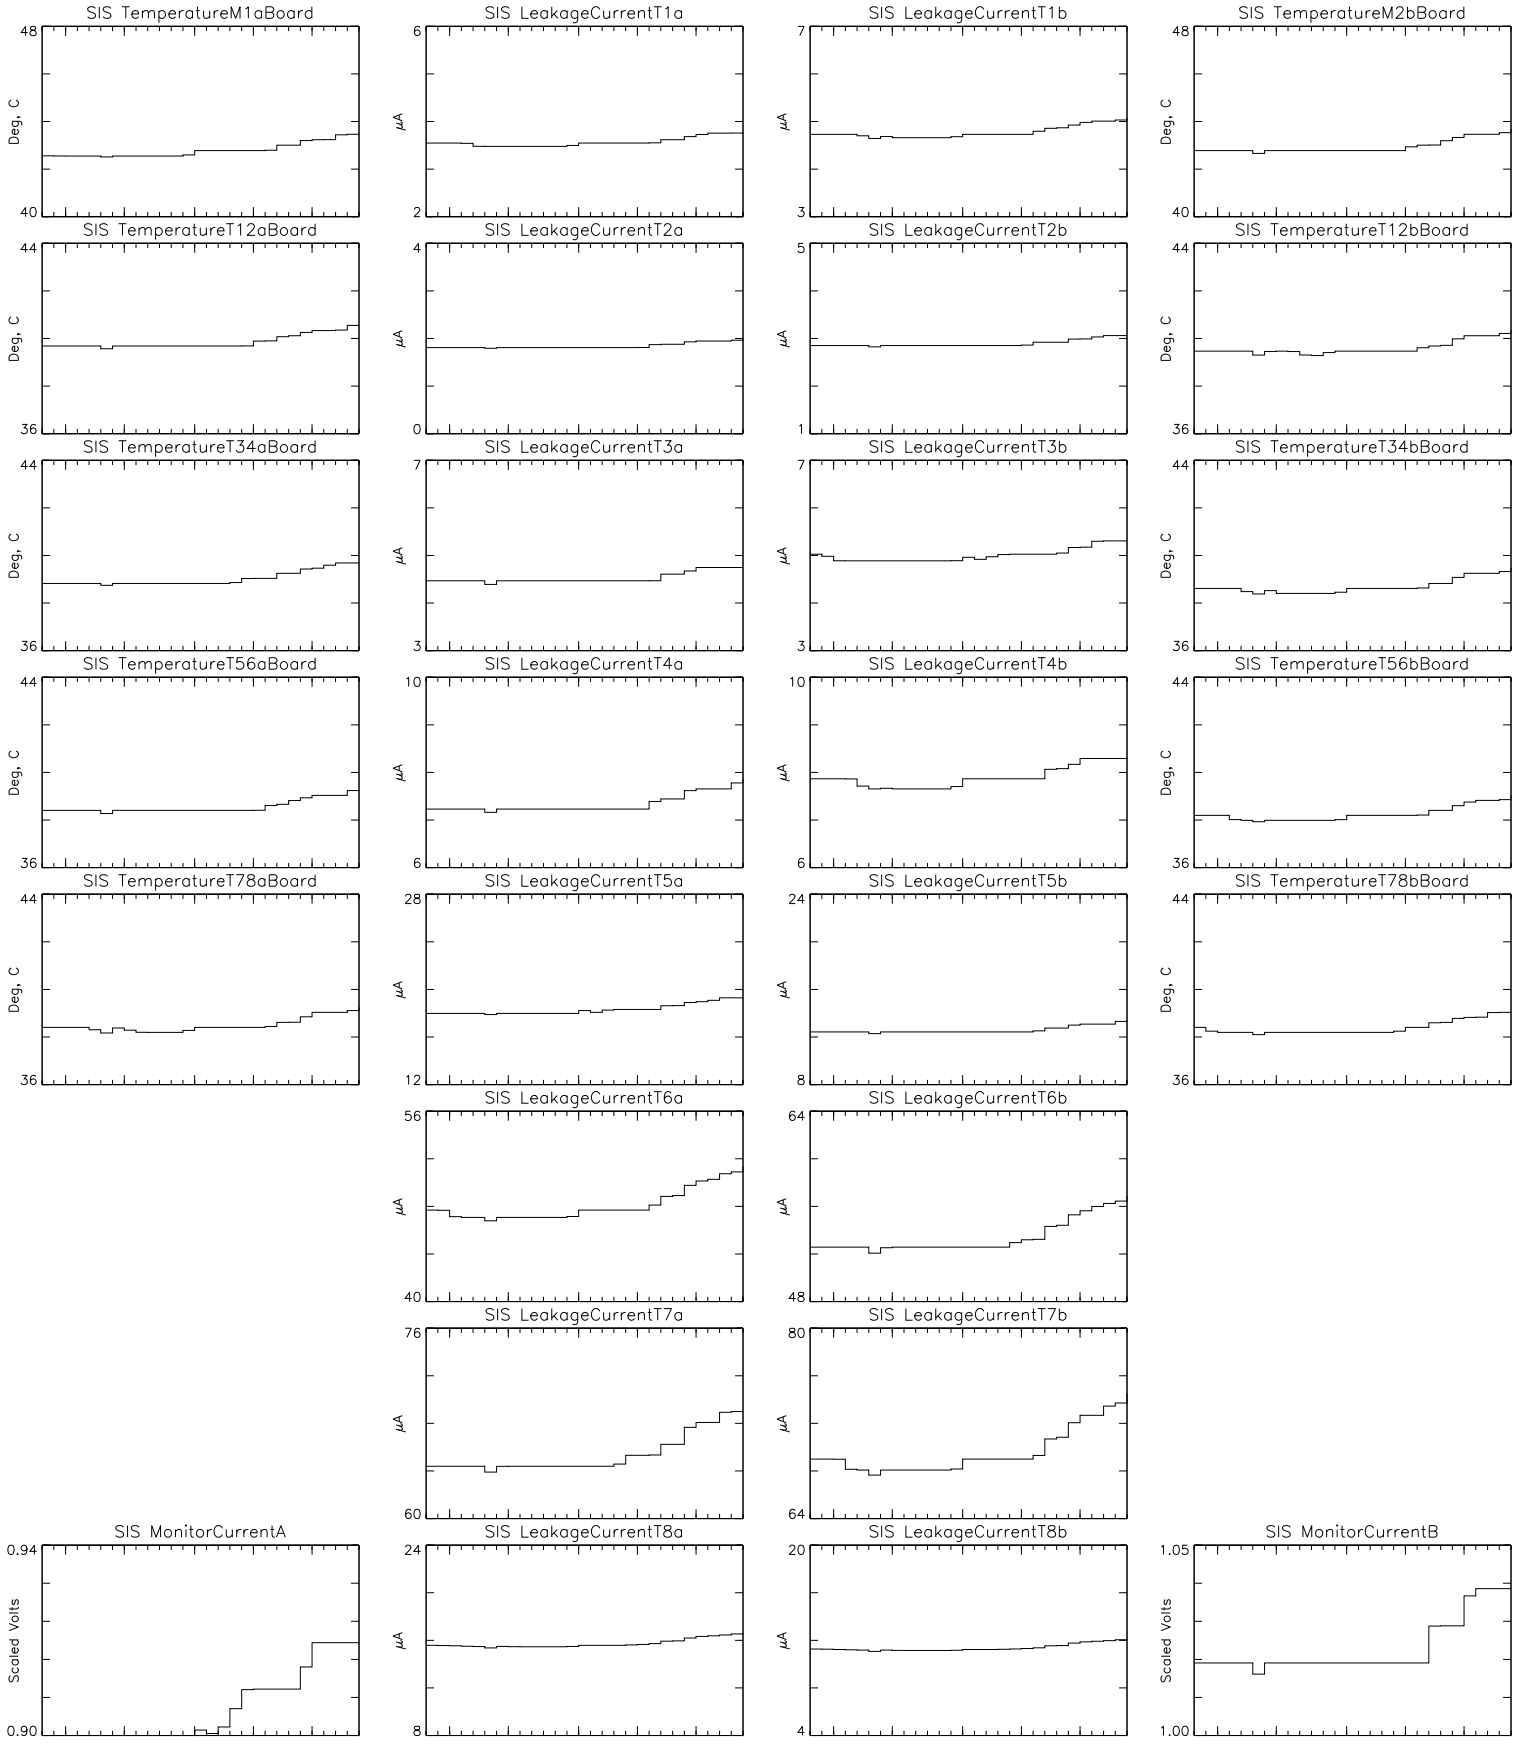 SIS TemperatureM1aBoard
48
Deg, C
40
SIS LeakageCurrentT1a
6
μA
2
SIS LeakageCurrentT1b
7
μA
3
SIS TemperatureM2bBoard
48
Deg, C
40
SIS TemperatureT12aBoard
44
Deg, C
36
SIS LeakageCurrentT2a
4
μA
0
SIS LeakageCurrentT2b
5
μA
1
SIS TemperatureT12bBoard
44
Deg, C
36
SIS TemperatureT34aBoard
44
Deg, C
36
SIS LeakageCurrentT3a
7
μA
3
SIS LeakageCurrentT3b
7
μA
3
SIS TemperatureT34bBoard
44
Deg, C
36
SIS TemperatureT56aBoard
44
Deg, C
36
SIS LeakageCurrentT4a
10
μA
6
SIS LeakageCurrentT4b
10
μA
6
SIS TemperatureT56bBoard
44
Deg, C
36
SIS TemperatureT78aBoard
44
Deg, C
36
SIS LeakageCurrentT5a
28
μA
12
SIS LeakageCurrentT5b
24
μA
8
SIS TemperatureT78bBoard
44
Deg, C
36
SIS LeakageCurrentT6a
56
μA
40
SIS LeakageCurrentT6b
64
μA
48
SIS LeakageCurrentT7a
76
μA
60
SIS LeakageCurrentT7b
80
μA
64
SIS MonitorCurrentA
0.94
Scaled Volts
0.90
SIS LeakageCurrentT8a
24
μA
8
SIS LeakageCurrentT8b
20
μA
4
SIS MonitorCurrentB
1.05
Scaled Volts
1.00